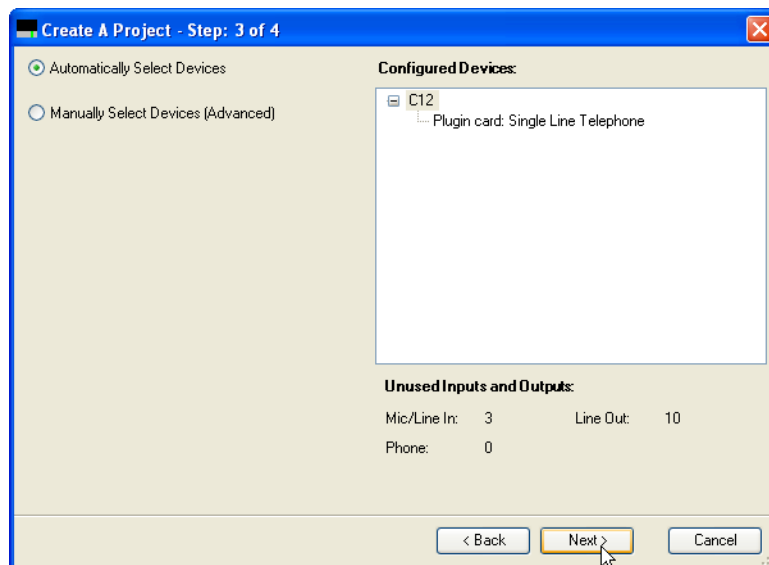 Create A Project - Step: 3 of 4
Automatically Select Devices
Manually Select Devices (Advanced)
Configured Devices:
C12
Plugin card: Single Line Telephone
Unused Inputs and Outputs:
Mic/Line In: 3 Line Out: 10
Phone: 0
< Back Next > Cancel